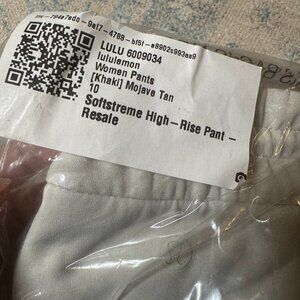 LULU 6009034
lululemon
Women Pants
[Khaki] Mojave Tan
10
Softstreme High-Rise Pant -
Resale